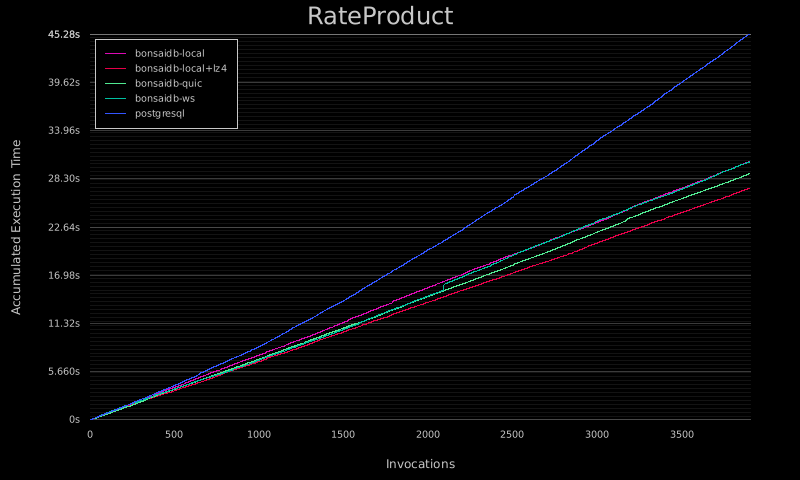 RateProduct
45.28s
39.62s
33.96s
28.30s
22.64s
16.98s
11.32s
5.660s
0s
Accumulated Execution Time
bonsaidb-local
bonsaidb-local+lz4
bonsaidb-quic
bonsaidb-ws
postgresql
0 500 1000 1500 2000 2500 3000 3500
Invocations